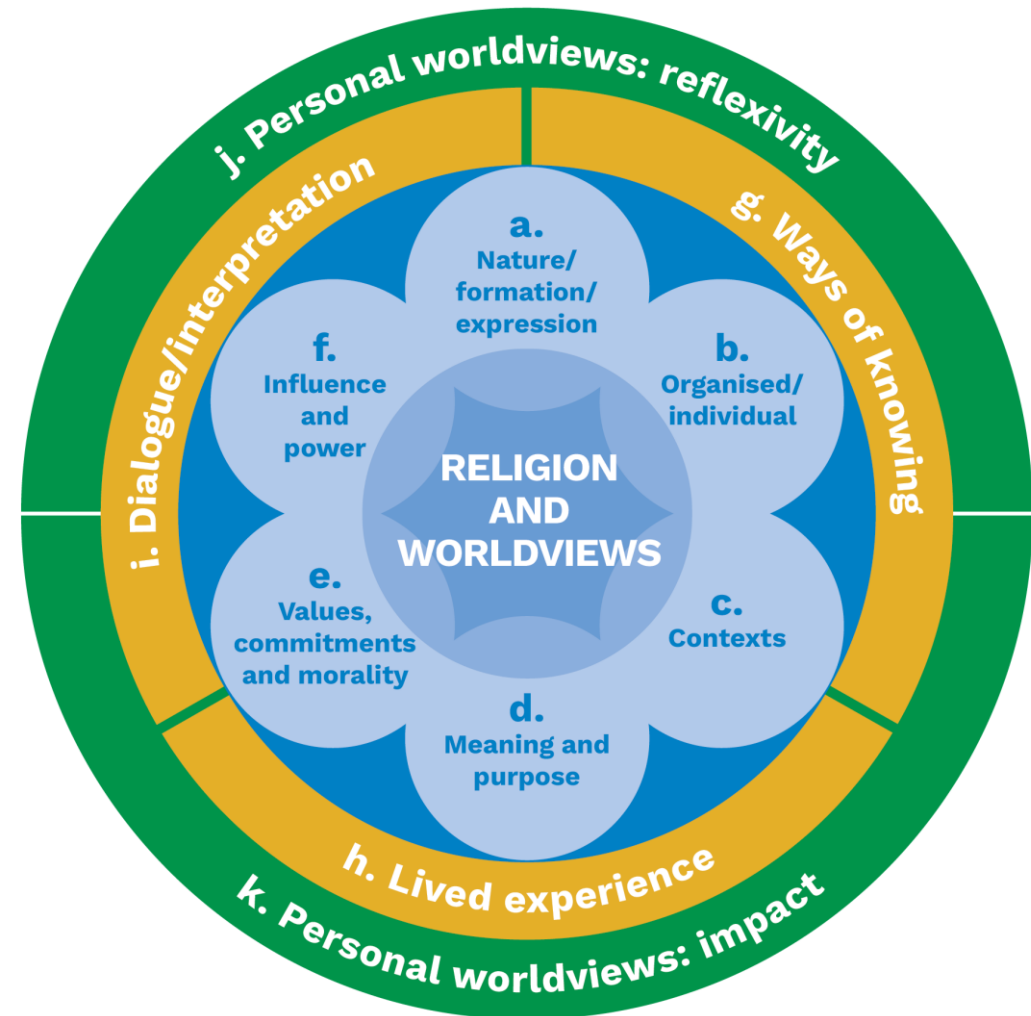 j. Personal worldviews: reflexivity
i. Dialogue/interpretation
g. Ways of knowing
a.
Nature/
formation/
expression
f.
Influence
and
power
b.
Organised/
individual
RELIGION
AND
WORLDVIEWS
e.
Values,
commitments
and morality
c.
Contexts
d.
Meaning and
purpose
h. Lived experience
k. Personal worldviews: impact